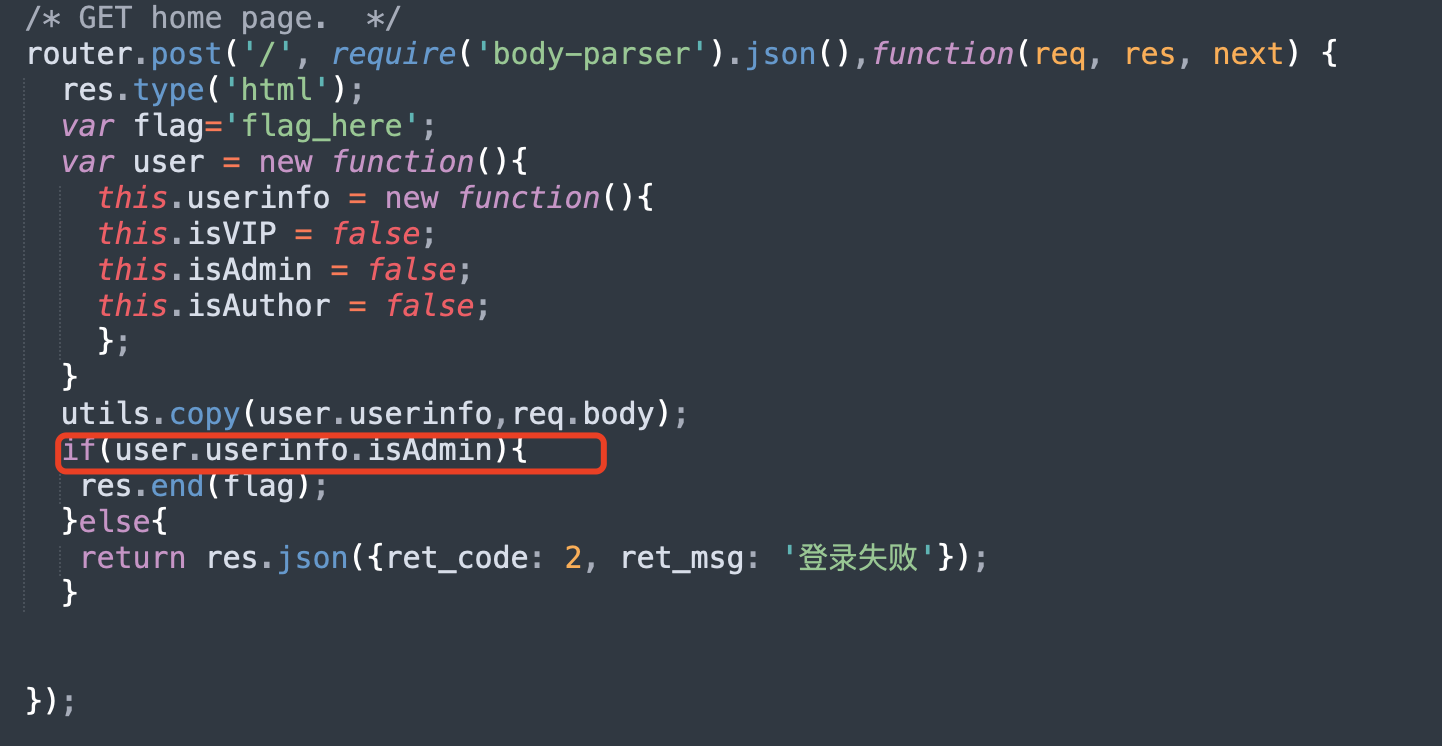 /* GET home page.  */
router.post('/', require('body-parser').json(),function(req, res, next) {
  res.type('html');
  var flag='flag_here';
  var user = new function(){
    this.userinfo = new function(){
    this.isVIP = false;
    this.isAdmin = false;
    this.isAuthor = false;
    };
  }
  utils.copy(user.userinfo,req.body);
  if(user.userinfo.isAdmin){
   res.end(flag);
  }else{
   return res.json({ret_code: 2, ret_msg: '登录失败'});
  }
});